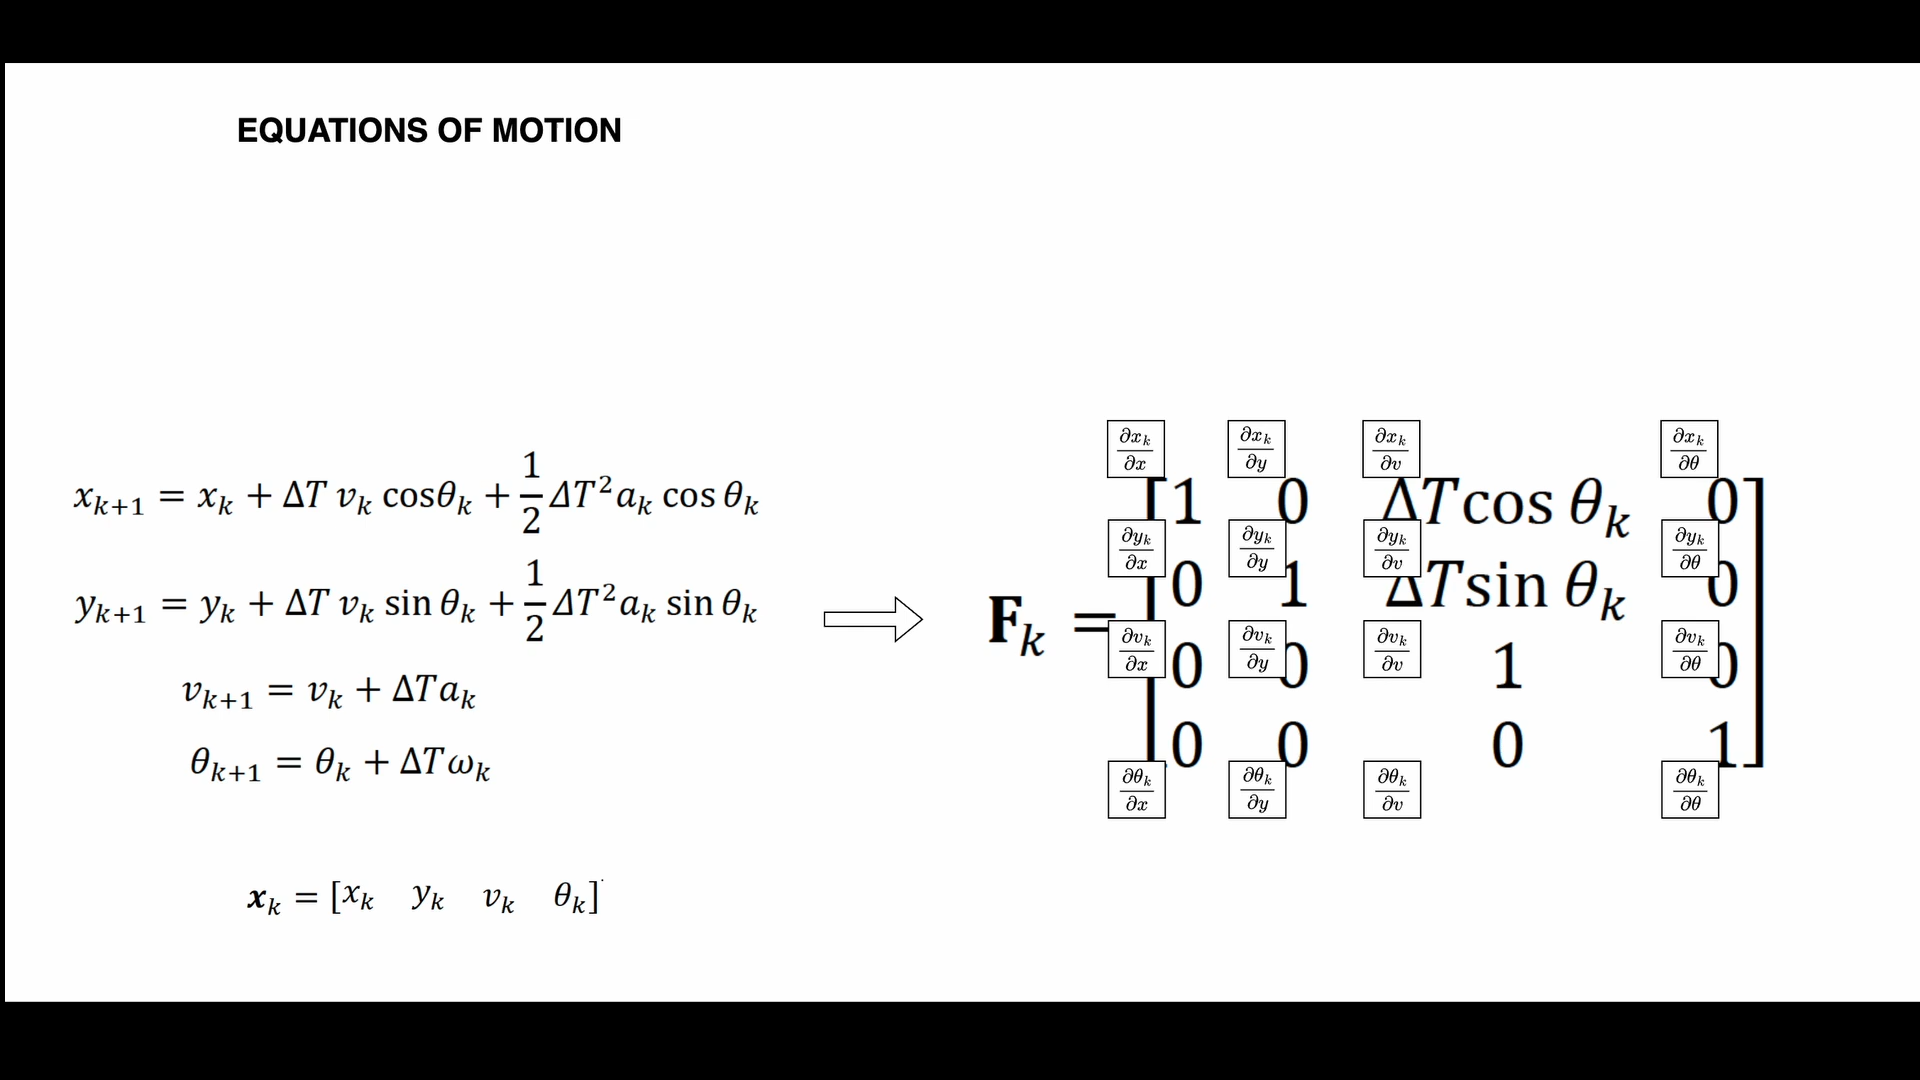 EQUATIONS OF MOTION
x_{k+1} = x_k + ΔT v_k cosθ_k + \frac{1}{2} ΔT² a_k cos θ_k
y_{k+1} = y_k + ΔT v_k sin θ_k + \frac{1}{2} ΔT² a_k sin θ_k
v_{k+1} = v_k + ΔT a_k
θ_{k+1} = θ_k + ΔT ω_k
𝒙_k = [x_k y_k v_k θ_k]
F_k =
∂x_k/∂x ∂x_k/∂y ∂x_k/∂v ∂x_k/∂θ
[1 0 ΔT cos θ_k 0]
∂y_k/∂x ∂y_k/∂y ∂y_k/∂v ∂y_k/∂θ
[0 1 ΔT sin θ_k 0]
∂v_k/∂x ∂v_k/∂y ∂v_k/∂v ∂v_k/∂θ
[0 0 1 0]
[0 0 0 1]
∂θ_k/∂x ∂θ_k/∂y ∂θ_k/∂v ∂θ_k/∂θ